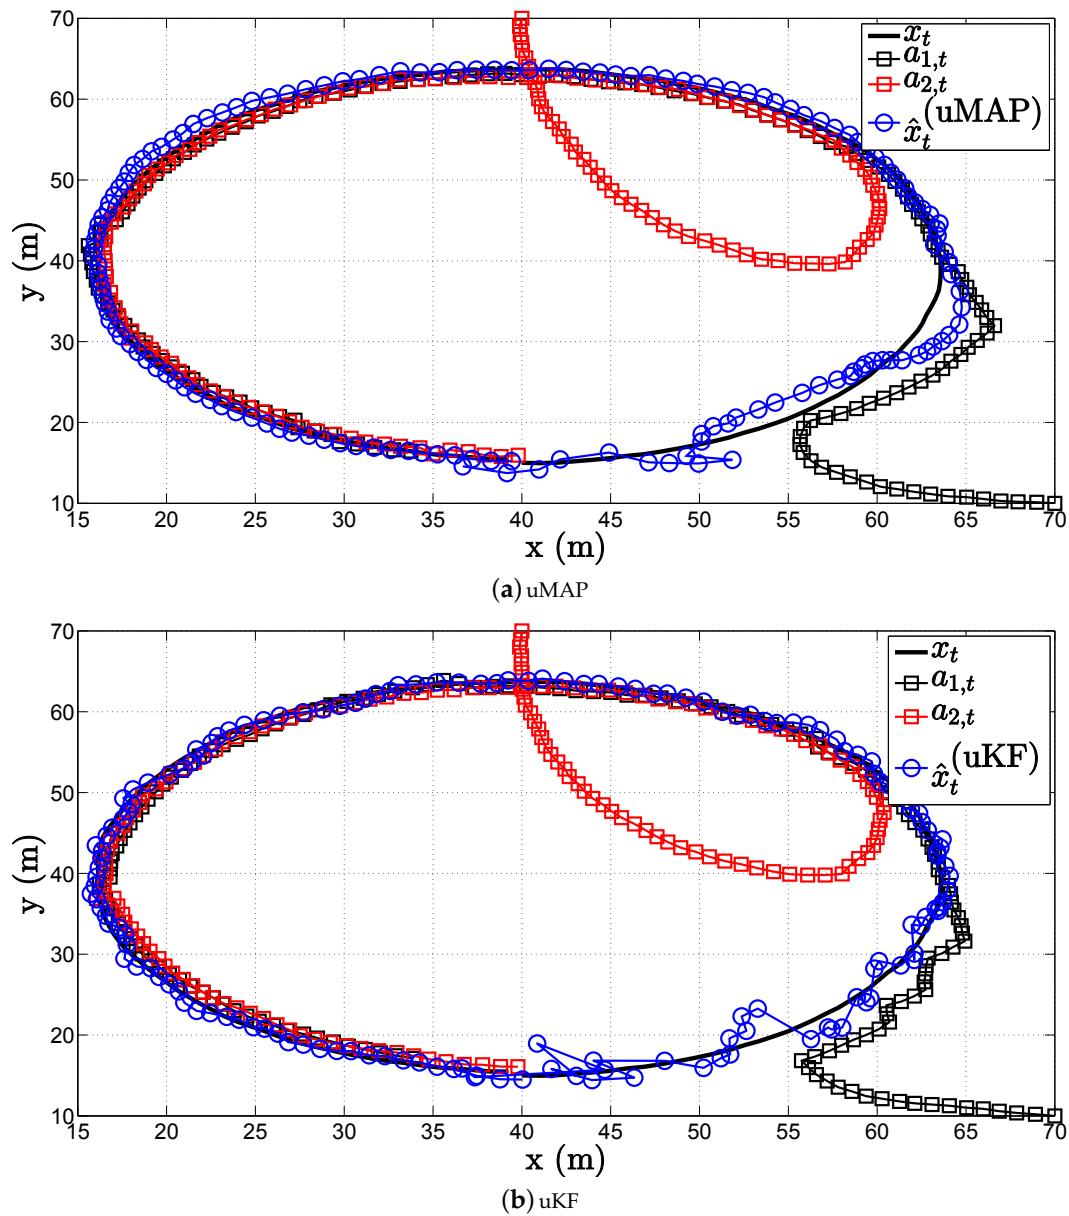 70
60
50
40
30
20
10
y (m)
15 20 25 30 35 40 45 50 55 60 65 70
x (m)
x_t
a_{1,t}
a_{2,t}
x̂_t (uMAP)
(a) uMAP
70
60
50
40
30
20
10
y (m)
15 20 25 30 35 40 45 50 55 60 65 70
x (m)
x_t
a_{1,t}
a_{2,t}
x̂_t (uKF)
(b) uKF